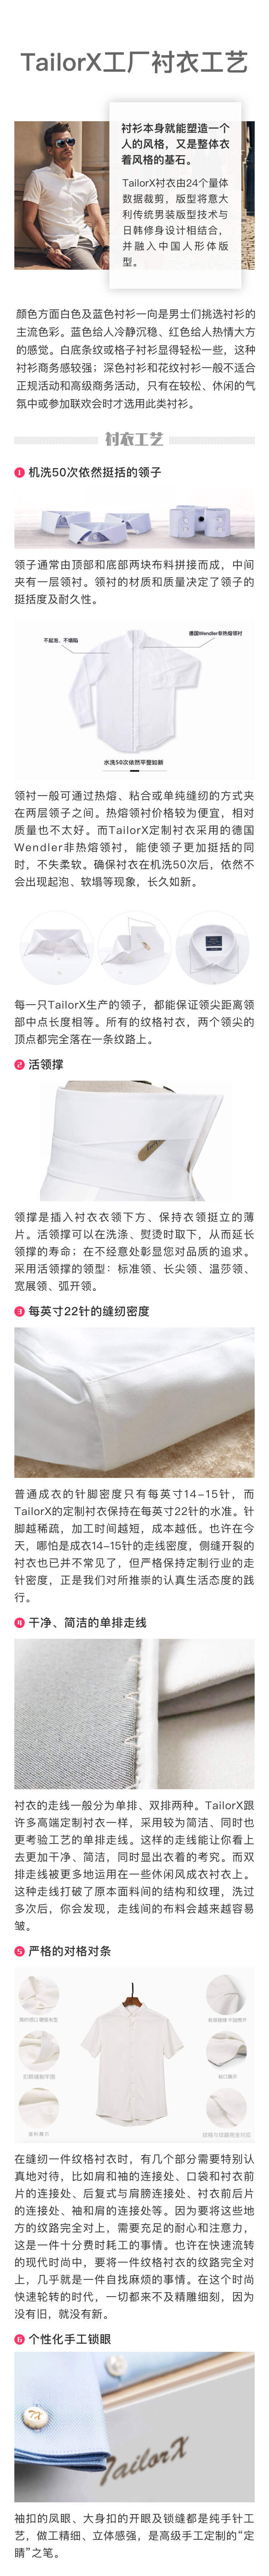 TailorX工厂衬衣工艺
衬衫本身就能塑造一个
人的风格，又是整体衣
着风格的基石。
TailorX衬衣由24个量体
数据裁剪，版型将意大
利传统男装版型技术与
日韩修身设计相结合，
并融入中国人形体版
型。
颜色方面白色及蓝色衬衫一向是男士们挑选衬衫的
主流色彩。蓝色给人冷静沉稳、红色给人热情大方
的感觉。白底条纹或格子衬衫显得轻松一些，这种
衬衫商务感较强；深色衬衫和花纹衬衫一般不适合
正规活动和高级商务活动，只有在轻松、休闲的气
氛中或参加联欢会时才选用此类衬衫。
衬衣工艺
1 机洗50次依然挺括的领子
领子通常由顶部和底部两块布料拼接而成，中间
夹有一层领衬。领衬的材质和质量决定了领子的
挺括度及耐久性。
不起泡、不塌陷
德国Wendler非热熔领衬
水洗50次依然平整如新
领衬一般可通过热熔、粘合或单纯缝纫的方式夹
在两层领子之间。热熔领衬价格较为便宜，相对
质量也不太好。而TailorX定制衬衣采用的德国
Wendler非热熔领衬，能使领子更加挺括的同
时，不失柔软。确保衬衣在机洗50次后，依然不
会出现起泡、软塌等现象，长久如新。
每一只TailorX生产的领子，都能保证领尖距离领
部中点长度相等。所有的纹格衬衣，两个领尖的
顶点都完全落在一条纹路上。
2 活领撑
领撑是插入衬衣衣领下方、保持衣领挺立的薄
片。活领撑可以在洗涤、熨烫时取下，从而延长
领撑的寿命；在不经意处彰显您对品质的追求。
采用活领撑的领型：标准领、长尖领、温莎领、
宽展领、弧开领。
3 每英寸22针的缝纫密度
普通成衣的针脚密度只有每英寸14-15针，而
TailorX的定制衬衣保持在每英寸22针的水准。针
脚越稀疏，加工时间越短，成本越低。也许在今
天，哪怕是成衣14-15针的走线密度，侧缝开裂的
衬衣也已并不常见了，但严格保持定制行业的走
针密度，正是我们对所推崇的认真生活态度的践
行。
4 干净、简洁的单排走线
衬衣的走线一般分为单排、双排两种。TailorX跟
许多高端定制衬衣一样，采用较为简洁、同时也
更考验工艺的单排走线。这样的走线能让你看上
去更加干净、简洁，同时显出衣着的考究。而双
排走线被更多地运用在一些休闲风成衣衬衣上。
这种走线打破了原本面料间的结构和纹理，洗过
多次后，你会发现，走线间的布料会越来越容易
皱。
5 严格的对格对条
在缝纫一件纹格衬衣时，有几个部分需要特别认
真地对待，比如肩和袖的连接处、口袋和衬衣前
片的连接处、后复式与肩膀连接处、衬衣前后片
的连接处、袖和肩的连接处等。因为要将这些地
方的纹路完全对上，需要充足的耐心和注意力，
这是一件十分费时耗工的事情。也许在快速流转
的现代时尚中，要将一件纹格衬衣的纹路完全对
上，几乎就是一件自找麻烦的事情。在这个时尚
快速轮转的时代，一切都来不及精雕细刻，因为
没有旧，就没有新。
6 个性化手工锁眼
TailorX
袖扣的凤眼、大身扣的开眼及锁缝都是纯手针工
艺，做工精细、立体感强，是高级手工定制的“定
睛”之笔。